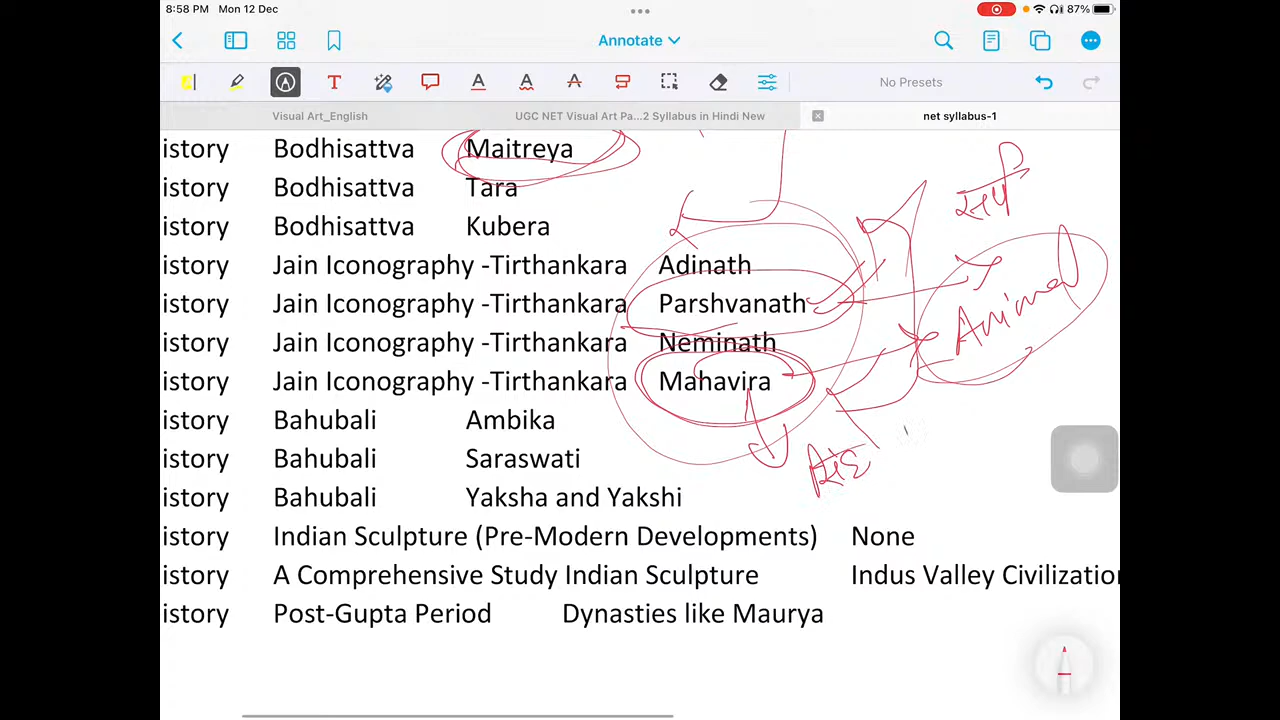 8:58 PM Mon 12 Dec 87%
Annotate
No Presets
Visual Art_English UGC NET Visual Art Pa...2 Syllabus in Hindi New net syllabus-1
istory Bodhisattva Maitreya
istory Bodhisattva Tara
istory Bodhisattva Kubera
istory Jain Iconography -Tirthankara Adinath
istory Jain Iconography -Tirthankara Parshvanath
istory Jain Iconography -Tirthankara Neminath
istory Jain Iconography -Tirthankara Mahavira
istory Bahubali Ambika
istory Bahubali Saraswati
istory Bahubali Yaksha and Yakshi
istory Indian Sculpture (Pre-Modern Developments) None
istory A Comprehensive Study Indian Sculpture Indus Valley Civilization
istory Post-Gupta Period Dynasties like Maurya
सर्प
Animal